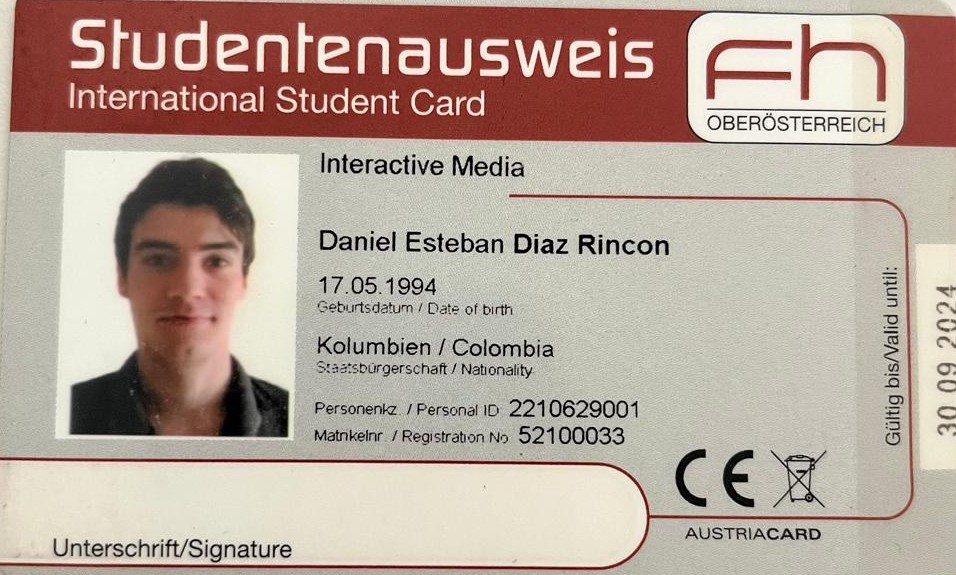 Studentenausweis
International Student Card
fh
OBERÖSTERREICH
Interactive Media
Daniel Esteban Diaz Rincon
17.05.1994
Geburtsdatum / Date of birth
Kolumbien / Colombia
Staatsbürgerschaft / Nationality
Personenkz. / Personal ID 2210629001
Matrikelnr. / Registration No 52100033
Gültig bis/Valid until:
30 09 2024
CE
AUSTRIACARD
Unterschrift/Signature